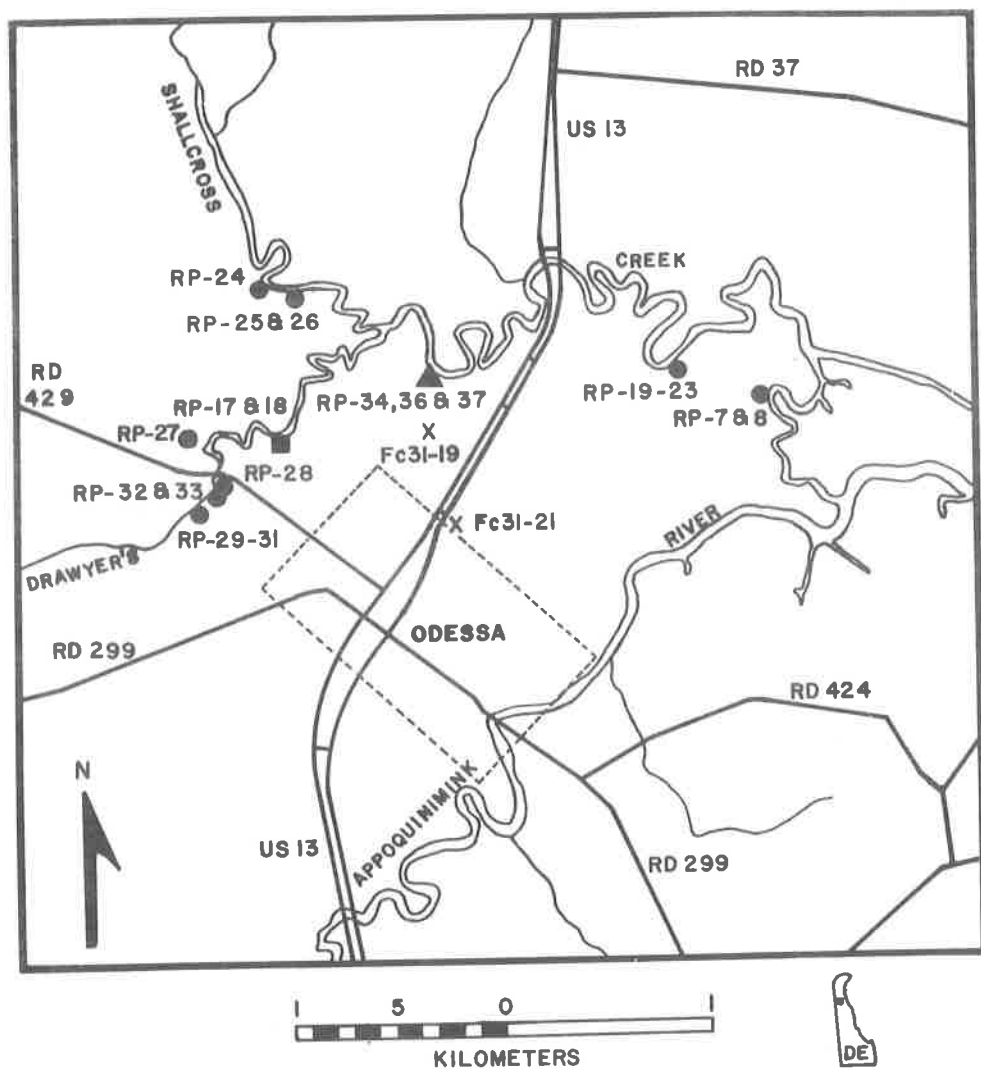 RD 37
US 13
SHALLCROSS
CREEK
RP-24
RP-25 & 26
RD
429
RP-17 & 18
RP-34, 36 & 37
RP-19-23
RP-7 & 8
RP-27
RP-28
Fc31-19
RP-32 & 33
Fc31-21
RP-29-31
RIVER
DRAWYER'S
ODESSA
RD 299
RD 424
N
APPOQUINIMINK
US 13
RD 299
1 5 0 1
KILOMETERS
DE